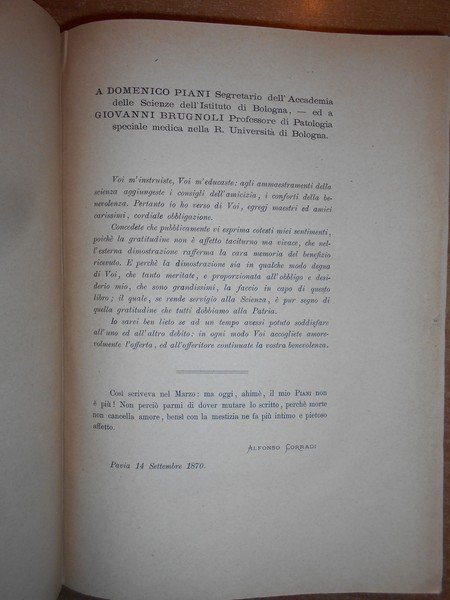 A DOMENICO PIANI Segretario dell'Accademia
delle Scienze dell'Istituto di Bologna, — ed a
GIOVANNI BRUGNOLI Professore di Patologia
speciale medica nella R. Università di Bologna.
Voi m'instruiste, Voi m'educaste: agli ammaestramenti della
scienza aggiungeste i consigli dell'amicizia, i conforti della be-
nevolenza. Pertanto io ho verso di Voi, egregj maestri ed amici
carissimi, cordiale obbligazione.
Concedete che pubblicamente vi esprima cotesti miei sentimenti,
poichè la gratitudine non è affetto taciturno ma vivace, che nel-
l'esterna dimostrazione rafferma la cara memoria del benefizio
ricevuto. E perchè la dimostrazione sia in qualche modo degna
di Voi, che tanto meritate, e proporzionata all'obbligo e desi-
derio mio, che sono grandissimi, la faccio in capo di questo
libro; il quale, se rende servigio alla Scienza, è pur segno di
quella gratitudine che tutti dobbiamo alla Patria.
Io sarei ben lieto se ad un tempo avessi potuto soddisfare
all'uno ed all'altro debito: in ogni modo Voi accogliete amore-
volmente l'offerta, ed all'offeritore continuate la vostra benevolenza.
Così scriveva nel Marzo: ma oggi, ahimè, il mio PIANI non
è più! Non perciò parmi di dover mutare lo scritto, perchè morte
non cancella amore, bensì con la mestizia ne fa più intimo e pietoso
affetto.
ALFONSO CORRADI
Pavia 14 Settembre 1870.